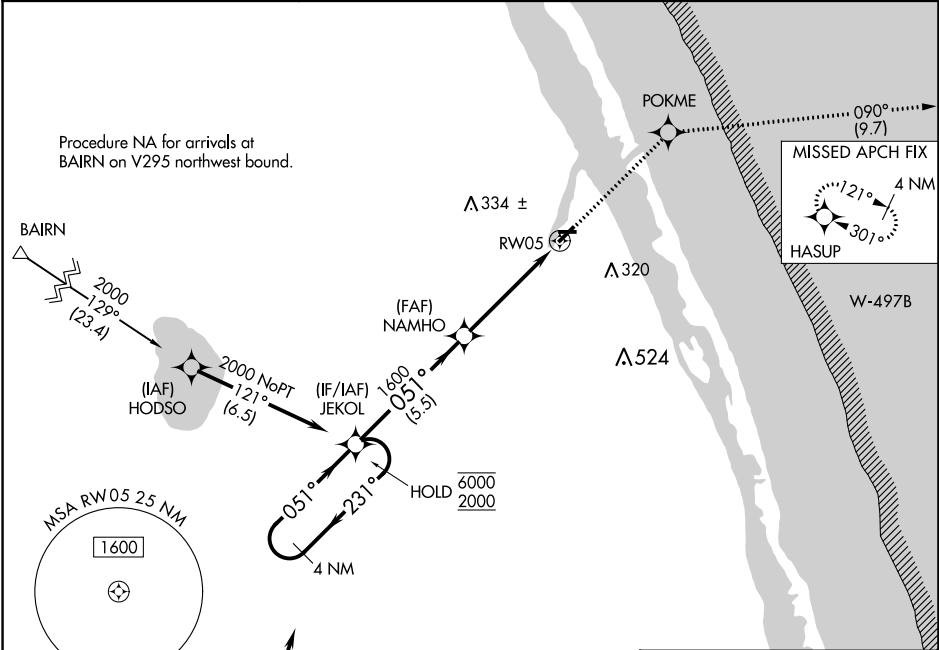 POKME
090°
(9.7)
Procedure NA for arrivals at
BAIRN on V295 northwest bound.
MISSED APCH FIX
4 NM
121°
301°
HASUP
334 ±
BAIRN
RW05
320
2000
129°
(23.4)
(FAF)
NAMHO
W-497B
524
2000 NoPT
121°
(6.5)
(IAF)
HODSO
(IF/IAF)
JEKOL
1600
051°
(5.5)
HOLD 6000
2000
051°
231°
4 NM
MSA RW05 25 NM
1600